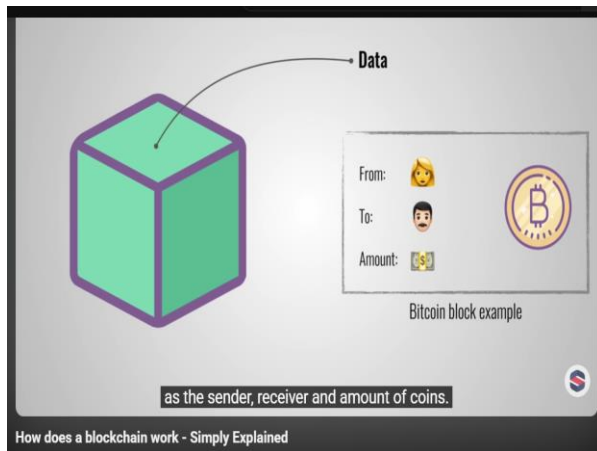 Data
From:
To:
Amount:
Bitcoin block example
as the sender, receiver and amount of coins.
How does a blockchain work - Simply Explained